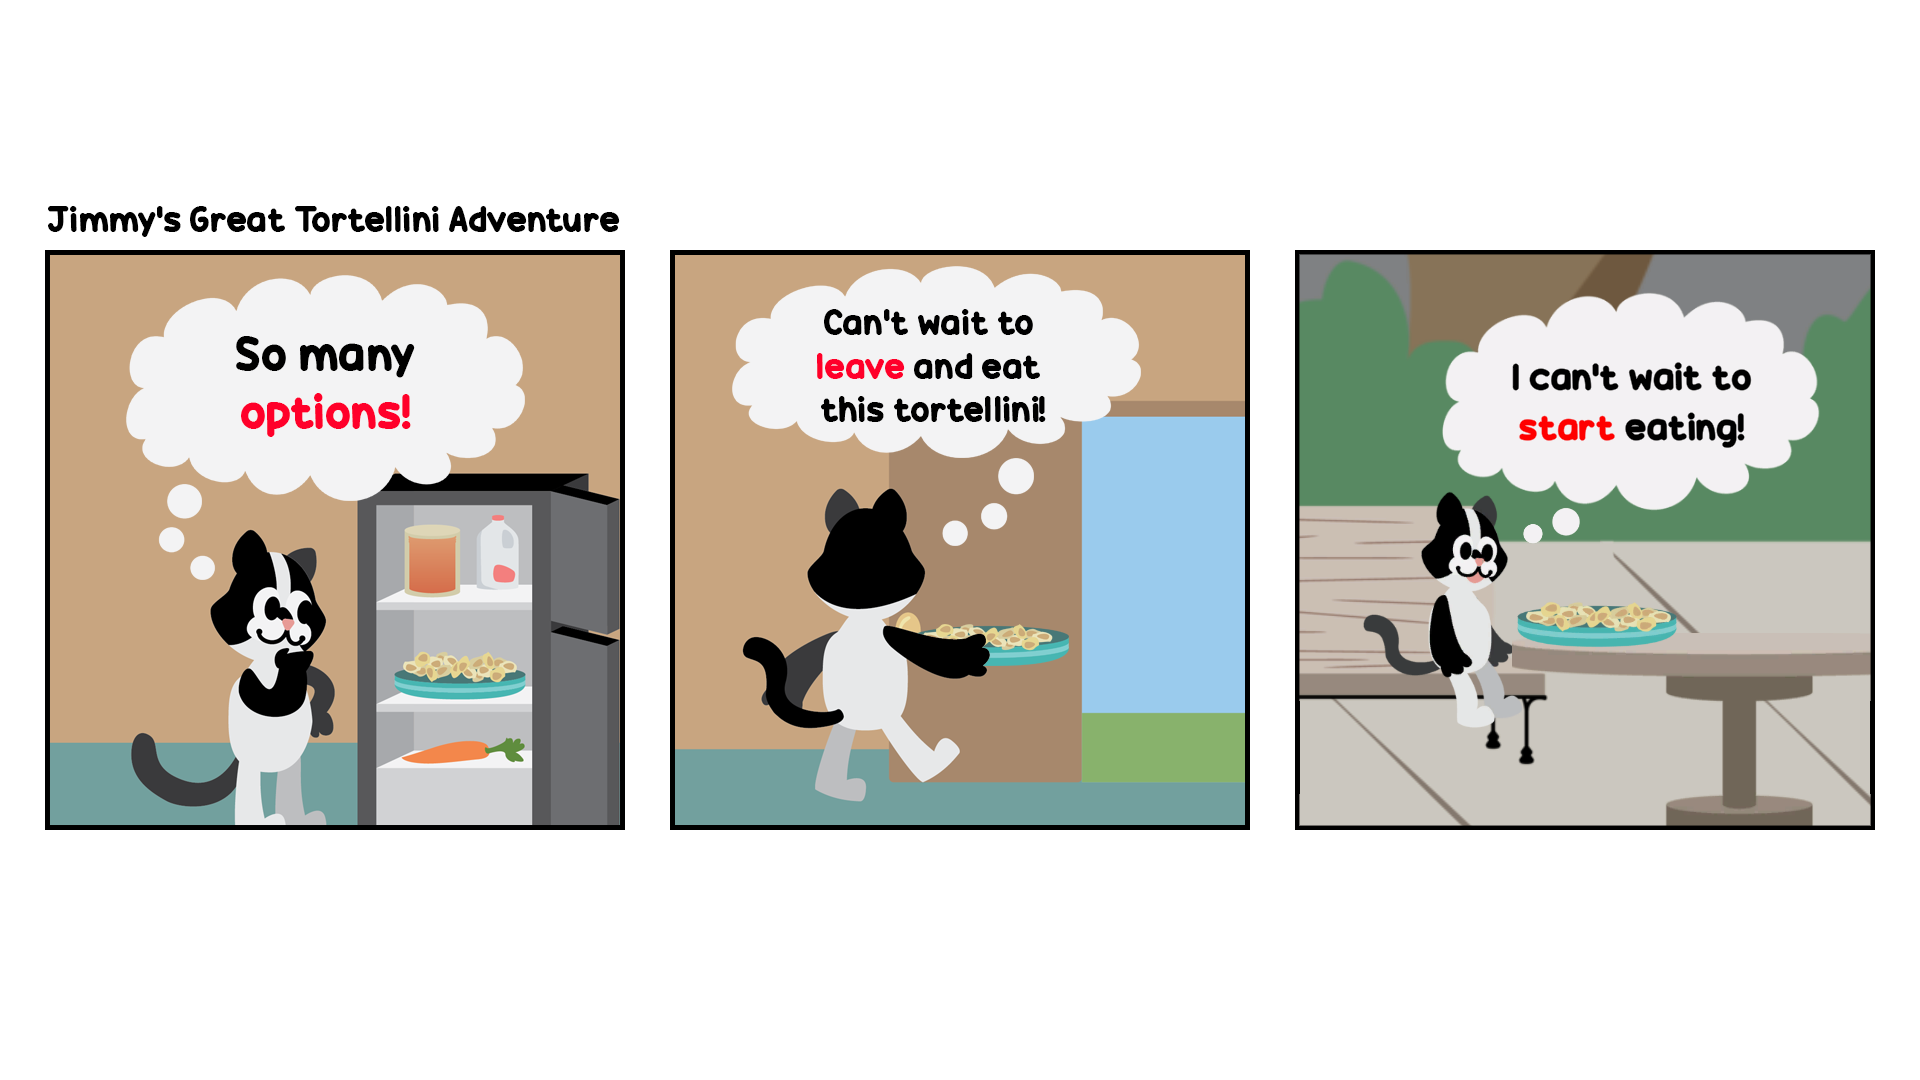 Jimmy's Great Tortellini Adventure
So many
options!
Can't wait to
leave and eat
this tortellini!
I can't wait to
start eating!